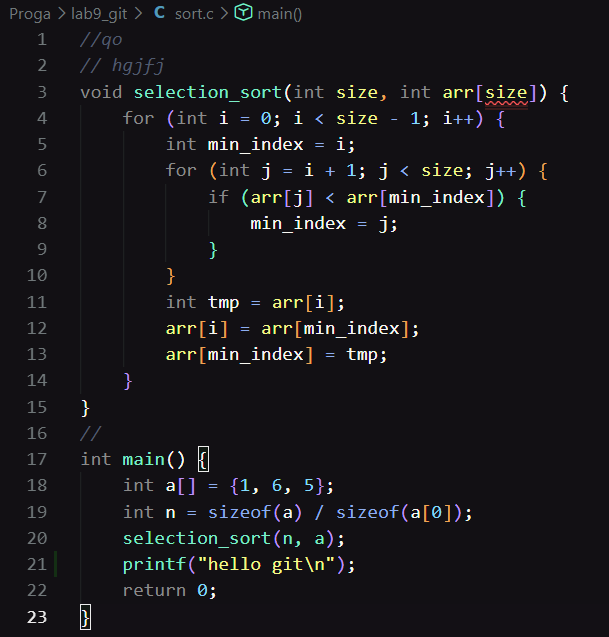 Proga > lab9_git > C sort.c > main()
1 //qo
2 // hgjfj
3 void selection_sort(int size, int arr[size]) {
4     for (int i = 0; i < size - 1; i++) {
5         int min_index = i;
6         for (int j = i + 1; j < size; j++) {
7             if (arr[j] < arr[min_index]) {
8                 min_index = j;
9             }
10         }
11         int tmp = arr[i];
12         arr[i] = arr[min_index];
13         arr[min_index] = tmp;
14     }
15 }
16 //
17 int main() {
18     int a[] = {1, 6, 5};
19     int n = sizeof(a) / sizeof(a[0]);
20     selection_sort(n, a);
21     printf("hello git\n");
22     return 0;
23 }